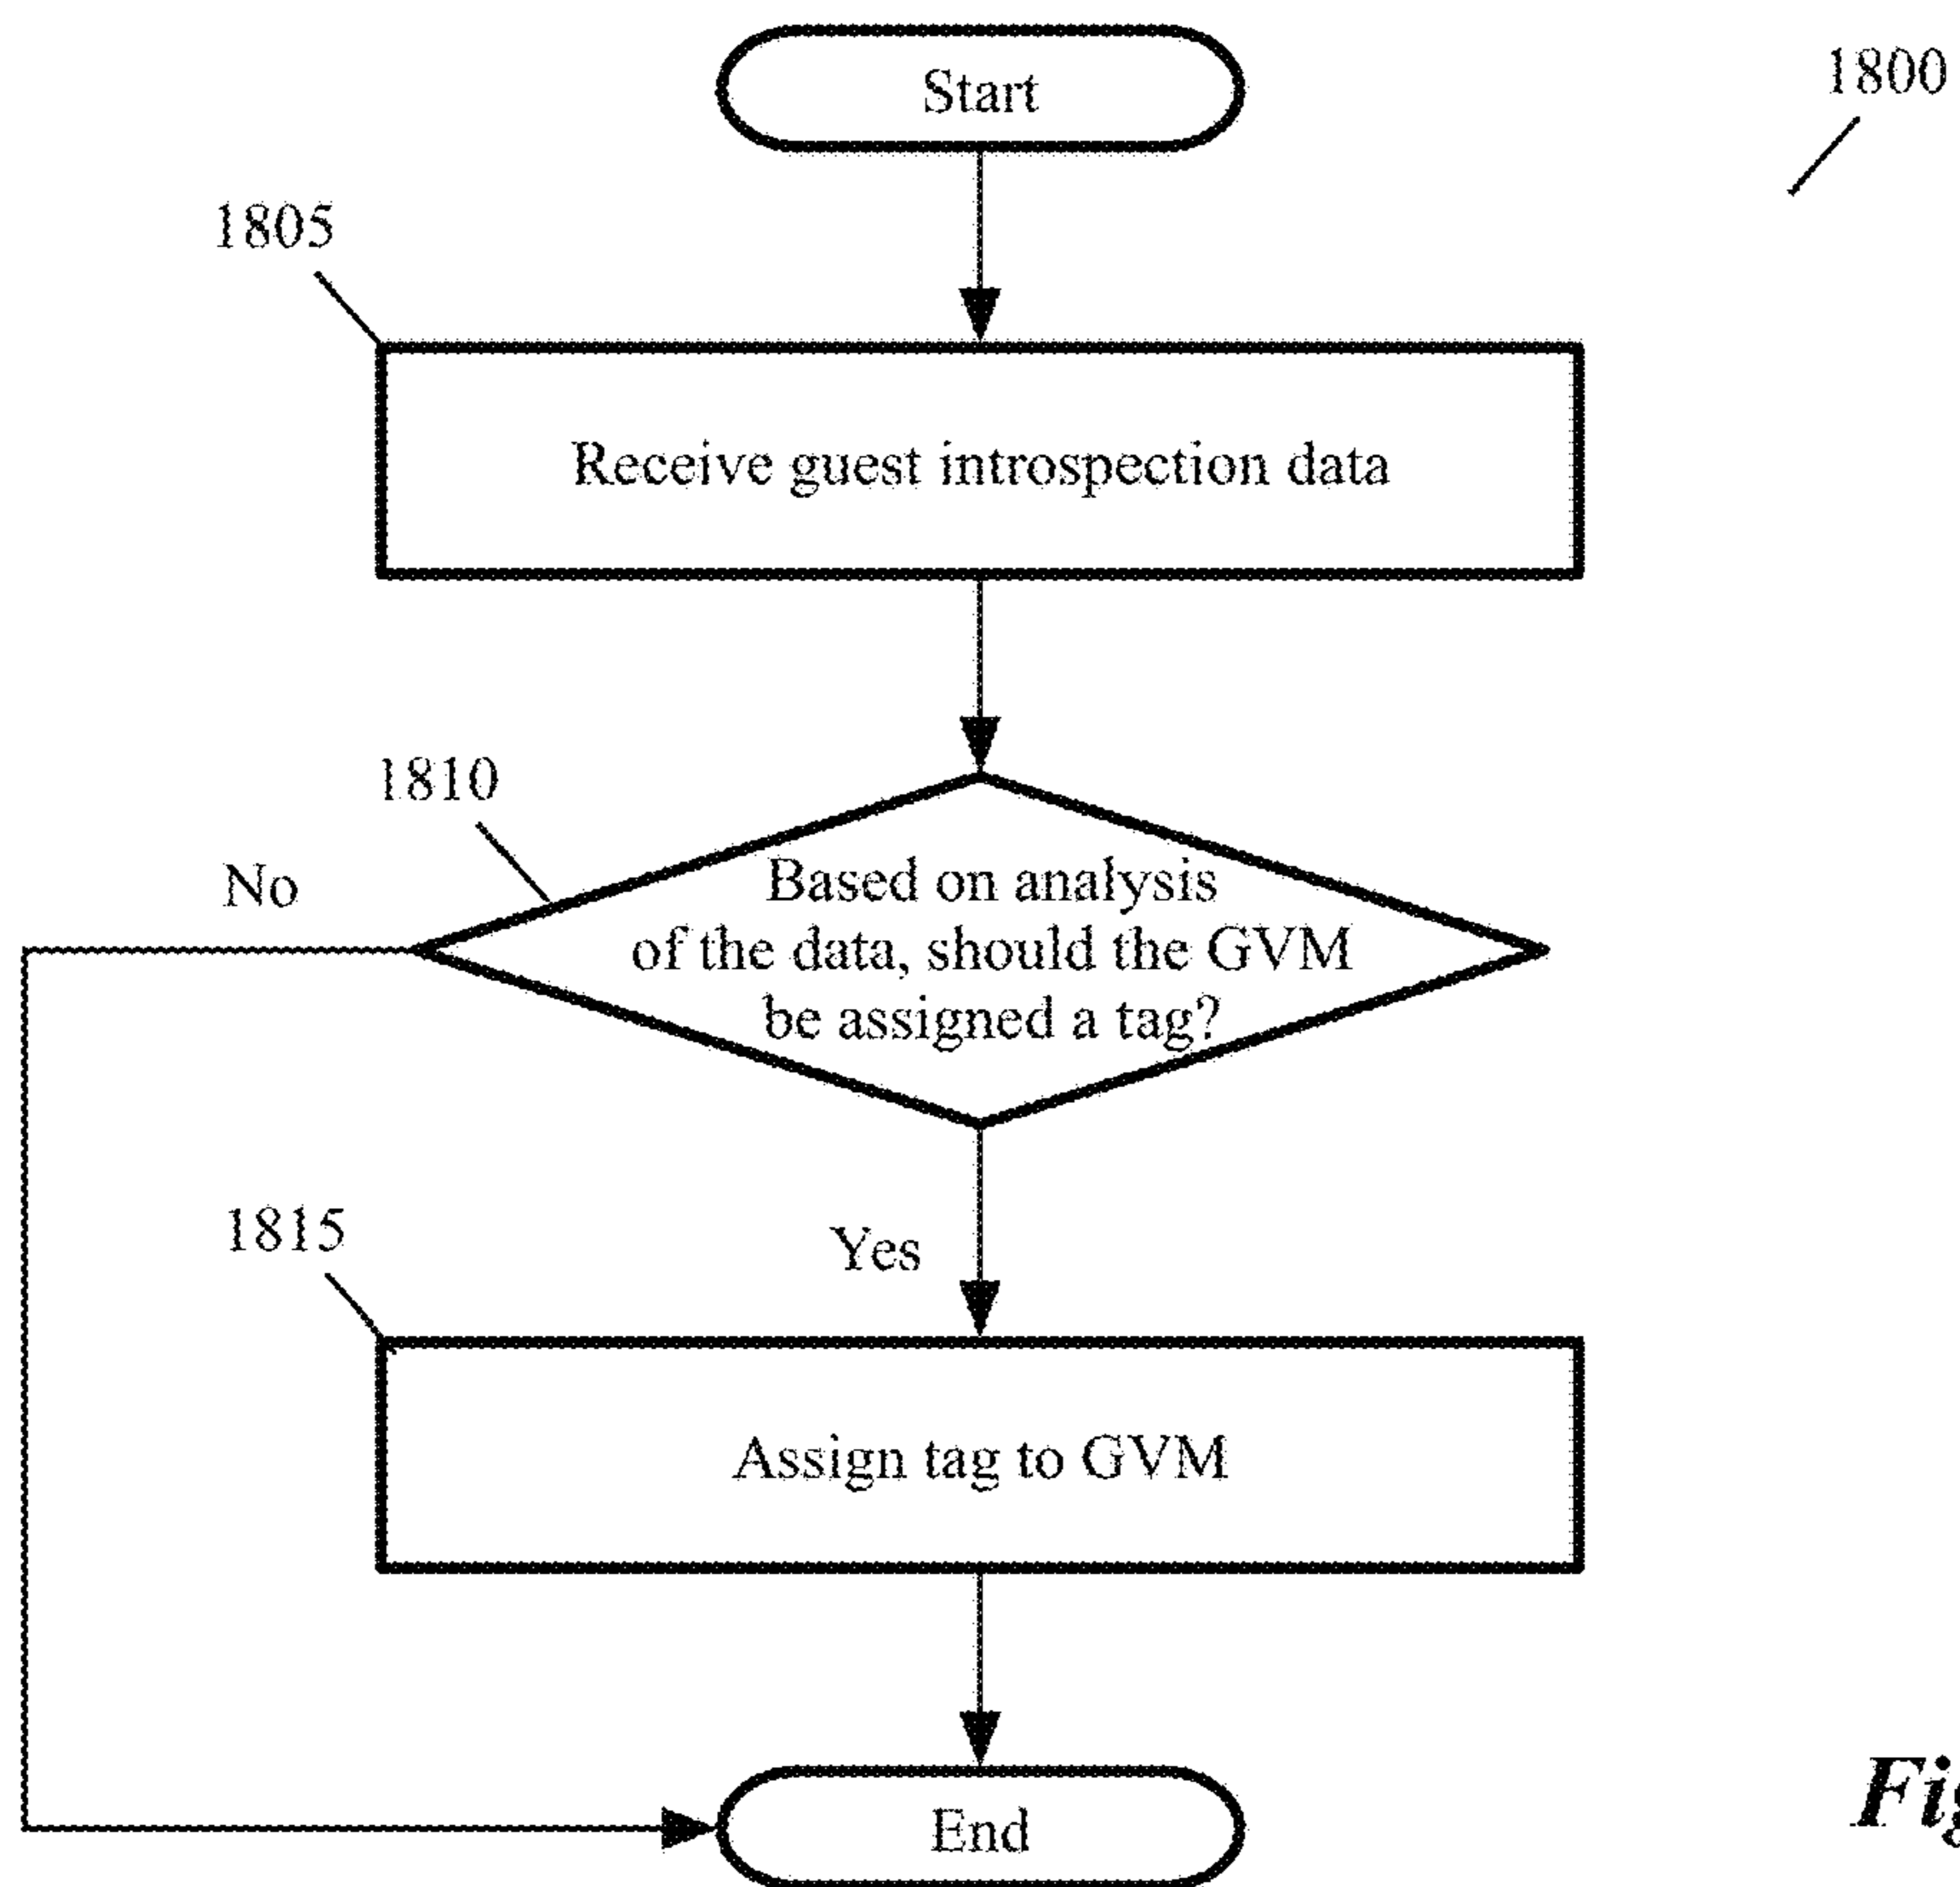 Start
1800
1805
Receive guest introspection data
1810
No
Based on analysis
of the data, should the GVM
be assigned a tag?
1815
Yes
Assign tag to GVM
End